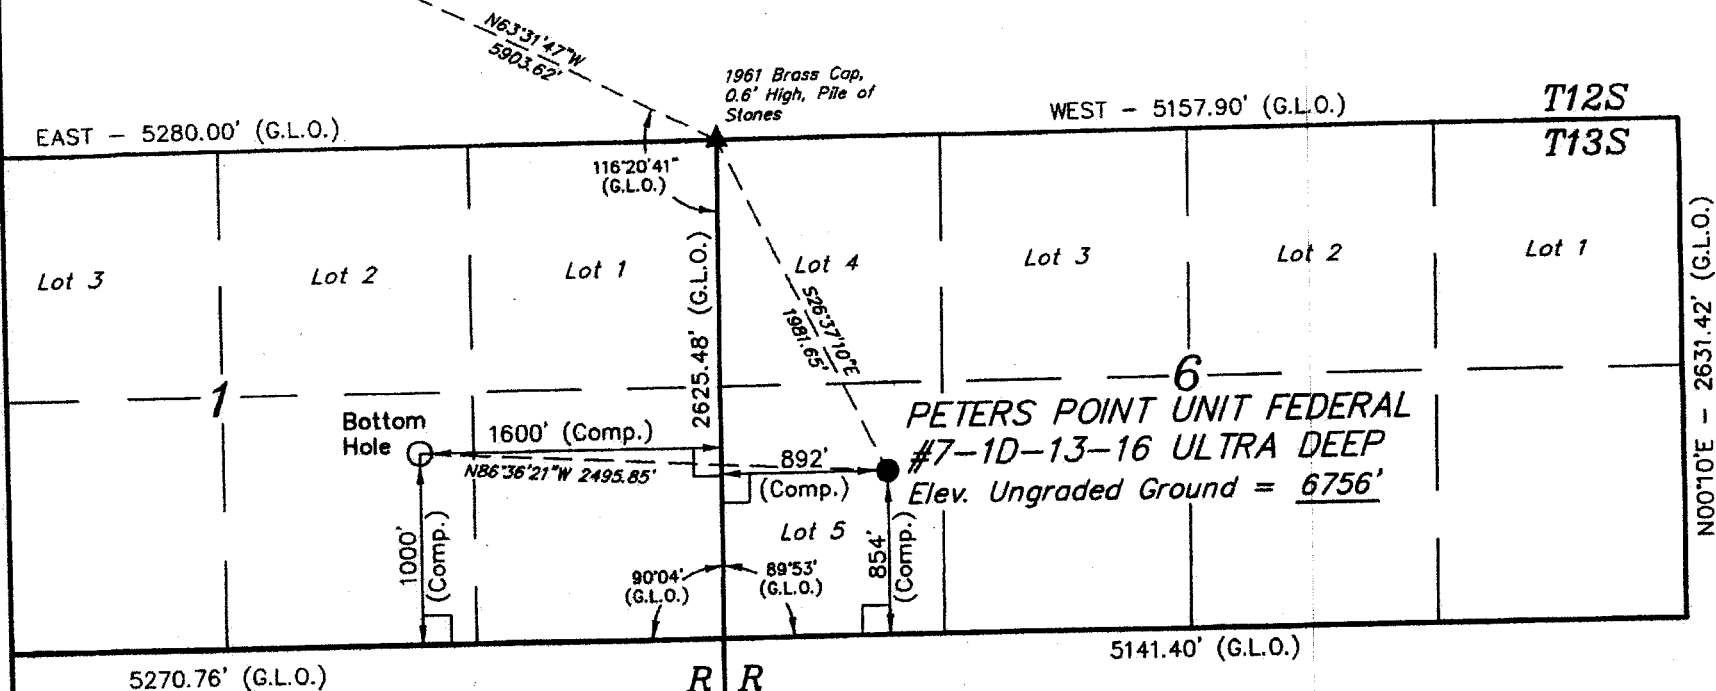 N63°31'47"W
5903.62'
1961 Brass Cap,
0.6' High, Pile of
Stones
EAST – 5280.00' (G.L.O.)
WEST – 5157.90' (G.L.O.)
T12S
T13S
116°20'41"
(G.L.O.)
Lot 3
Lot 2
Lot 1
Lot 4
Lot 3
Lot 2
Lot 1
2625.48' (G.L.O.)
S26°37'10"E
1981.65'
N00°10'E – 2631.42' (G.L.O.)
1
6
Bottom
Hole
1600' (Comp.)
N86°36'21"W 2495.85'
892'
(Comp.)
PETERS POINT UNIT FEDERAL
#7–1D–13–16 ULTRA DEEP
Elev. Ungraded Ground = 6756'
Lot 5
1000'
(Comp.)
854'
(Comp.)
90°04'
(G.L.O.)
89°53'
(G.L.O.)
5270.76' (G.L.O.)
5141.40' (G.L.O.)
R R